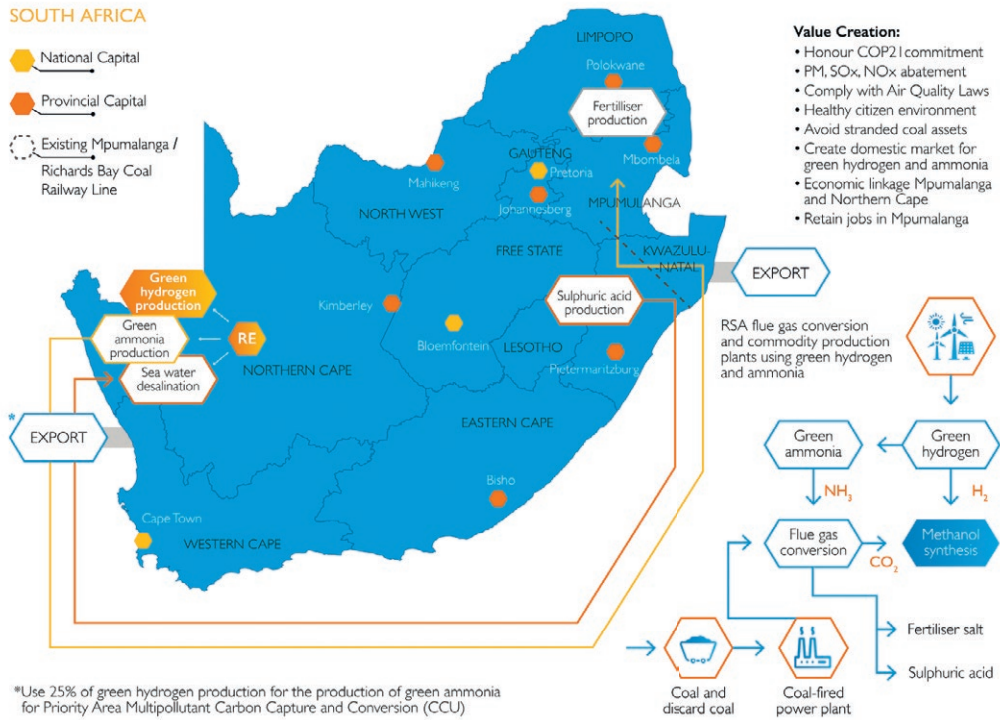 SOUTH AFRICA
National Capital
Provincial Capital
Existing Mpumalanga /
Richards Bay Coal
Railway Line
LIMPOPO
Polokwane
Fertilliser
production
GAUTENG
Pretoria
Mbombela
Mahikeng
Johannesberg
MPUMULANGA
NORTH WEST
FREE STATE
KWAZULU-
NATAL
EXPORT
Green
hydrogen
production
Green
ammonia
production
RE
Sea water
desalination
Kimberley
Sulphuric acid
production
Bloemfontein
LESOTHO
Pietermaritzburg
NORTHERN CAPE
* EXPORT
EASTERN CAPE
Bisho
Cape Town
WESTERN CAPE
Value Creation:
• Honour COP21commitment
• PM, SOx, NOx abatement
• Comply with Air Quality Laws
• Healthy citizen environment
• Avoid stranded coal assets
• Create domestic market for
green hydrogen and ammonia
• Economic linkage Mpumalanga
and Northern Cape
• Retain jobs in Mpumalanga
RSA flue gas conversion
and commodity production
plants using green hydrogen
and ammonia
Green
ammonia
Green
hydrogen
NH₃
H₂
Flue gas
conversion
CO₂
Methanol
synthesis
Fertiliser salt
Sulphuric acid
Coal and
discard coal
Coal-fired
power plant
*Use 25% of green hydrogen production for the production of green ammonia
for Priority Area Multipollutant Carbon Capture and Conversion (CCU)